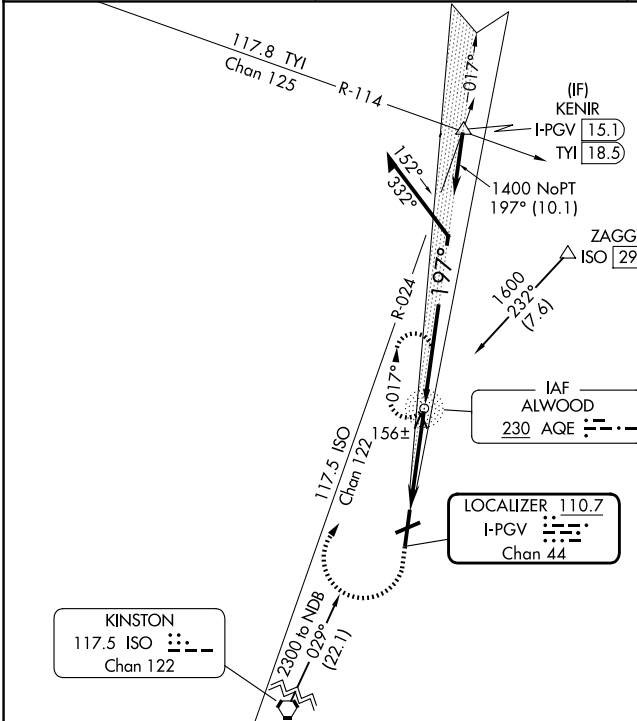 117.8 TYI
Chan 125
R-114
017°
(IF)
KENIR
I-PGV 15.1
TYI 18.5
152°
332°
1400 NoPT
197° (10.1)
ZAGG
ISO 29
1600
232°
(7.6)
197°
R-024
017°
117.5 ISO
Chan 122
156±
IAF
ALWOOD
230 AQE
LOCALIZER 110.7
I-PGV
Chan 44
2300 to NDB
029°
(22.1)
KINSTON
117.5 ISO
Chan 122